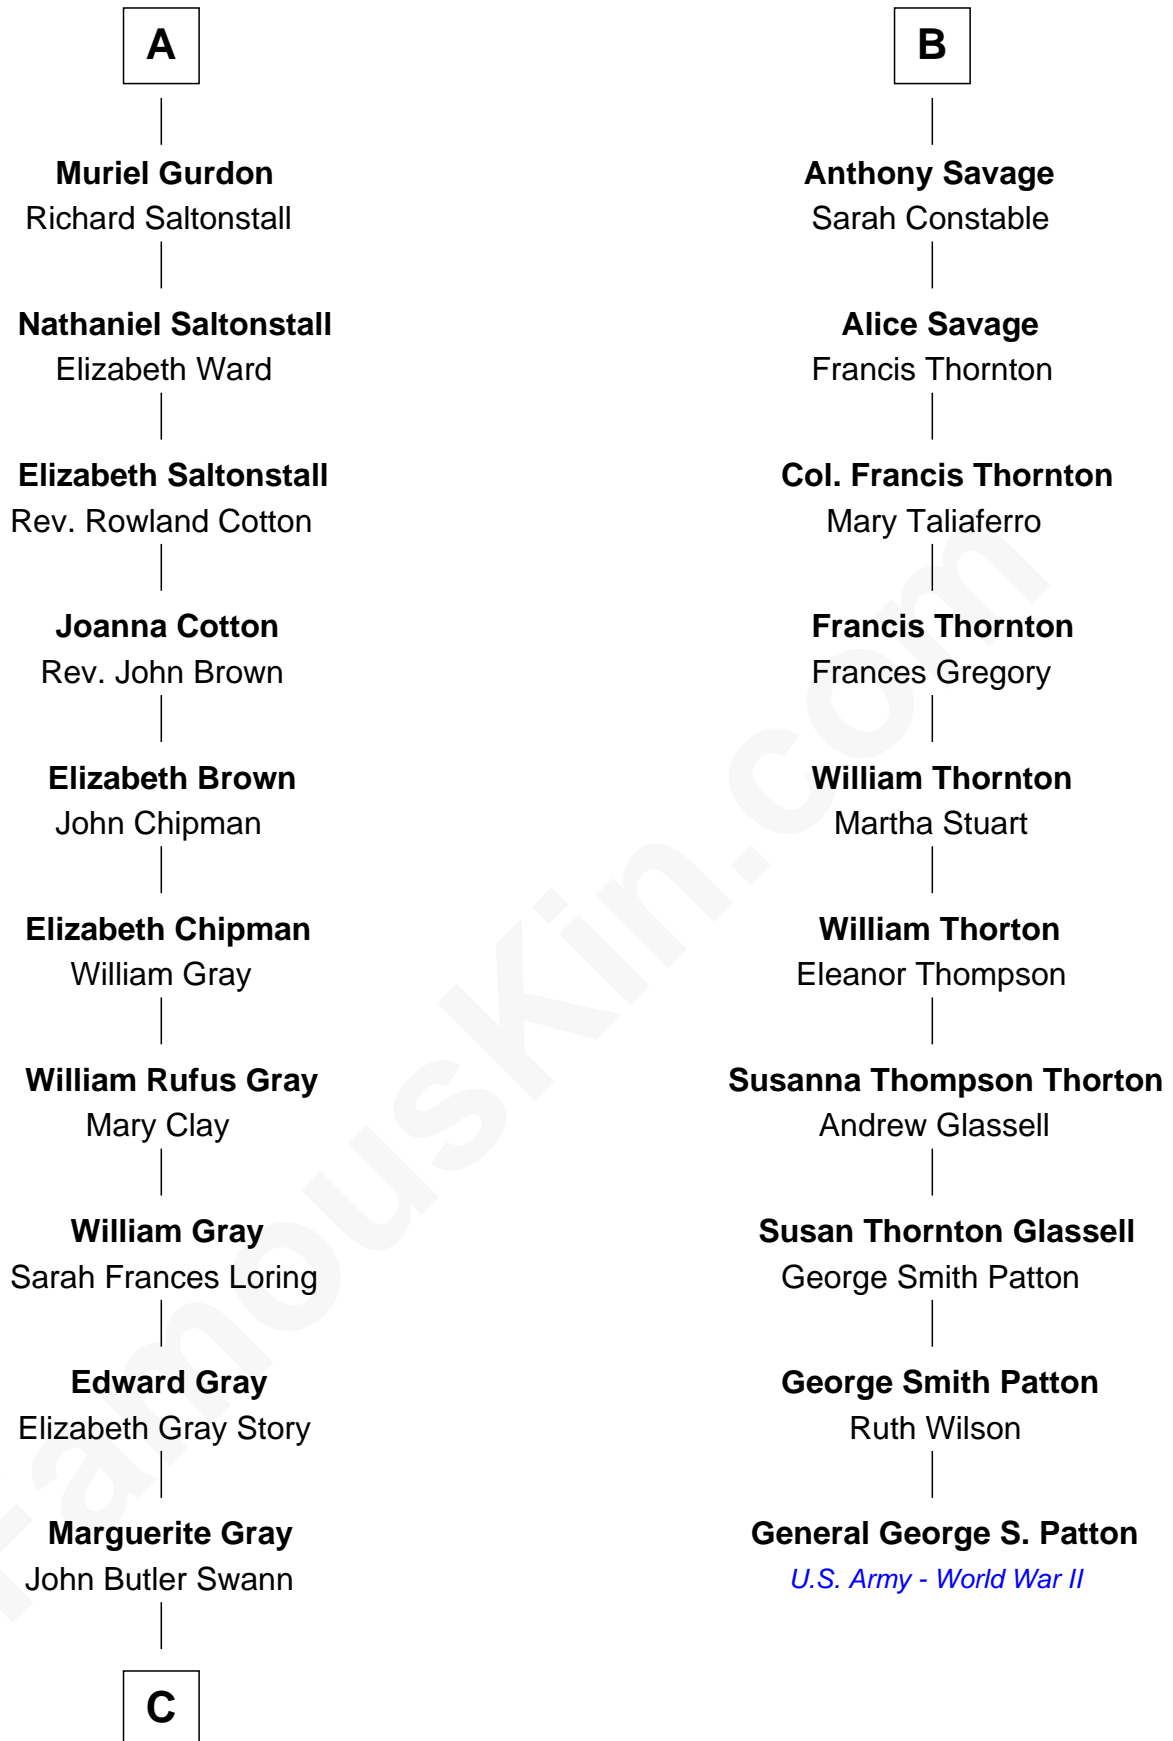 A
Muriel Gurdon
Richard Saltonstall
Nathaniel Saltonstall
Elizabeth Ward
Elizabeth Saltonstall
Rev. Rowland Cotton
Joanna Cotton
Rev. John Brown
Elizabeth Brown
John Chipman
Elizabeth Chipman
William Gray
William Rufus Gray
Mary Clay
William Gray
Sarah Frances Loring
Edward Gray
Elizabeth Gray Story
Marguerite Gray
John Butler Swann
C
B
Anthony Savage
Sarah Constable
Alice Savage
Francis Thornton
Col. Francis Thornton
Mary Taliaferro
Francis Thornton
Frances Gregory
William Thornton
Martha Stuart
William Thorton
Eleanor Thompson
Susanna Thompson Thorton
Andrew Glassell
Susan Thornton Glassell
George Smith Patton
George Smith Patton
Ruth Wilson
General George S. Patton
U.S. Army - World War II
FamousKin.com